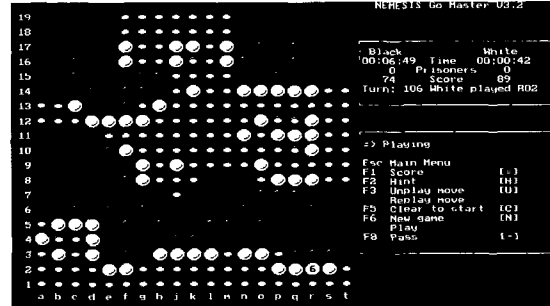 NEMESIS Go Master V3.2
19
18
17
16
15
14
13
12
11
10
9
8
7
6
5
4
3
2
1
a b c d e f g h j k l m n o p q r s t
Black White
00:06:49 Time 00:00:42
0 Prisoners 0
74 Score 89
Turn: 106 White played R02
=> Playing
Esc Main Menu
F1 Score [=]
F2 Hint [H]
F3 Unplay move [U]
Replay move
F5 Clear to start [C]
F6 New game [N]
Play
F8 Pass [-]